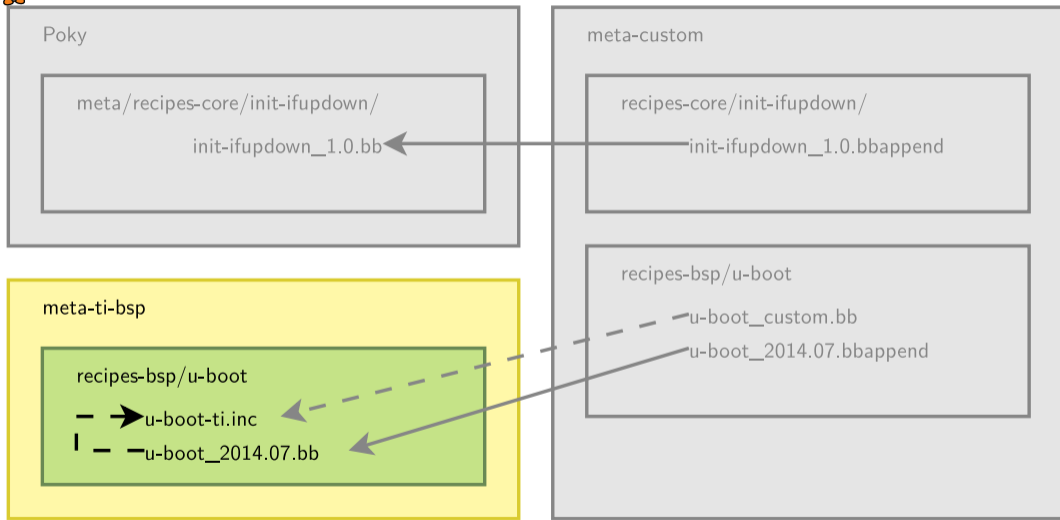 Poky
meta/recipes-core/init-ifupdown/
init-ifupdown_1.0.bb
meta-custom
recipes-core/init-ifupdown/
init-ifupdown_1.0.bbappend
recipes-bsp/u-boot
u-boot_custom.bb
u-boot_2014.07.bbappend
meta-ti-bsp
recipes-bsp/u-boot
u-boot-ti.inc
u-boot_2014.07.bb